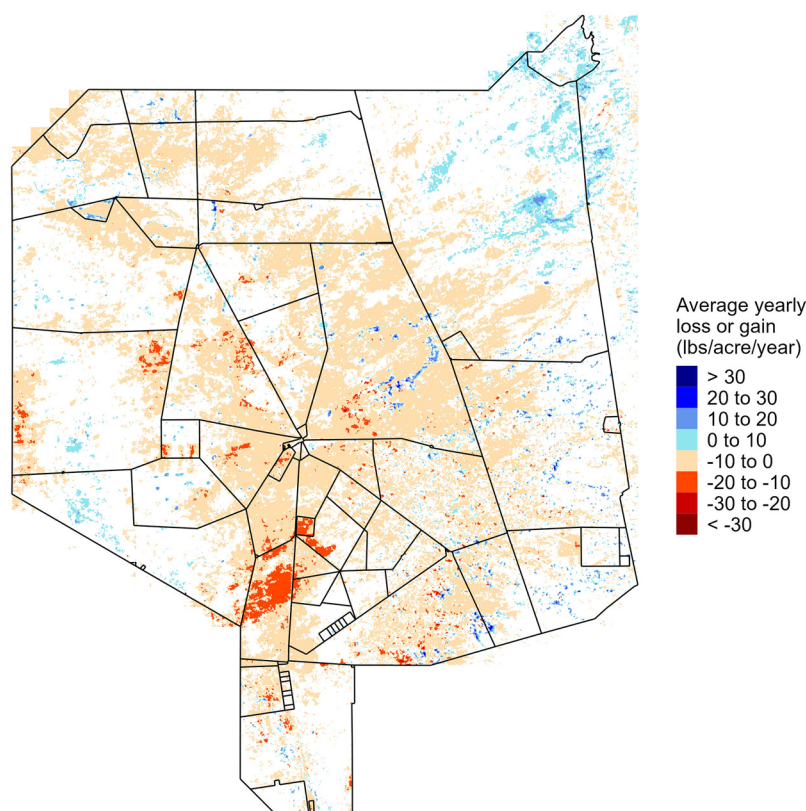 Average yearly
loss or gain
(lbs/acre/year)
> 30
20 to 30
10 to 20
0 to 10
-10 to 0
-20 to -10
-30 to -20
< -30